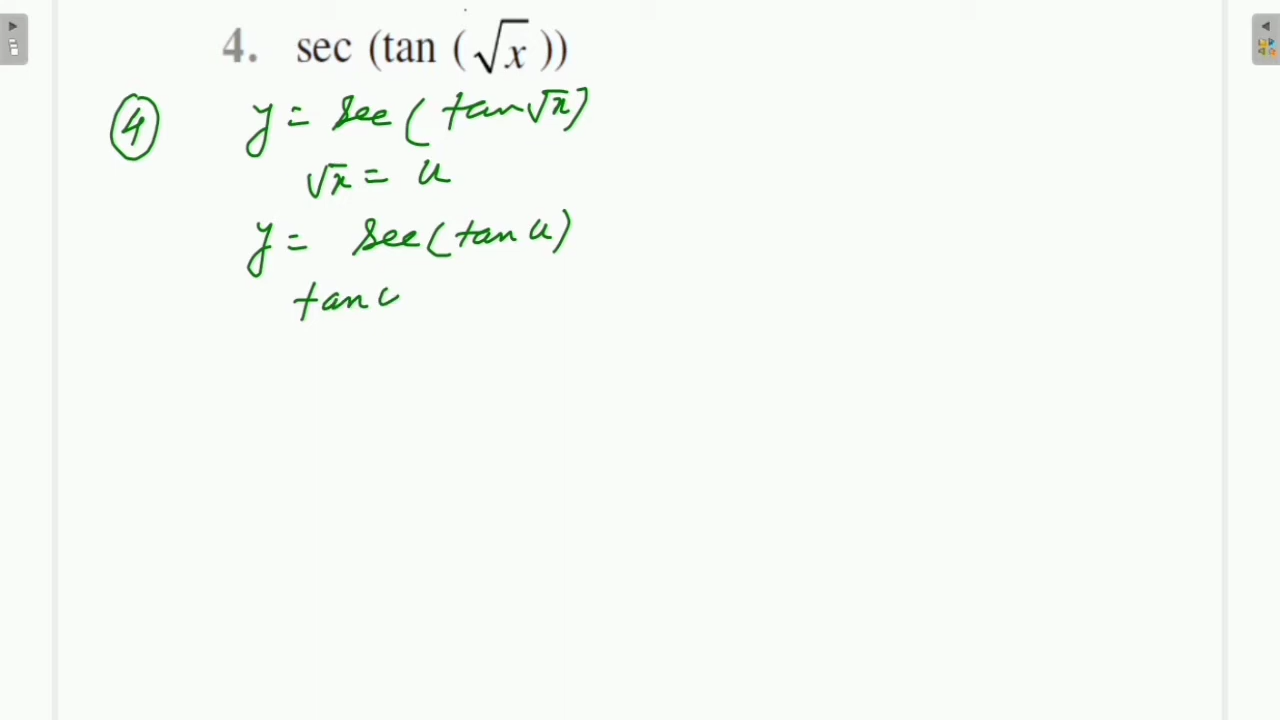 4. sec (tan (√x))
④ y = sec (tan √x)
√x = u
y = sec (tan u)
tan